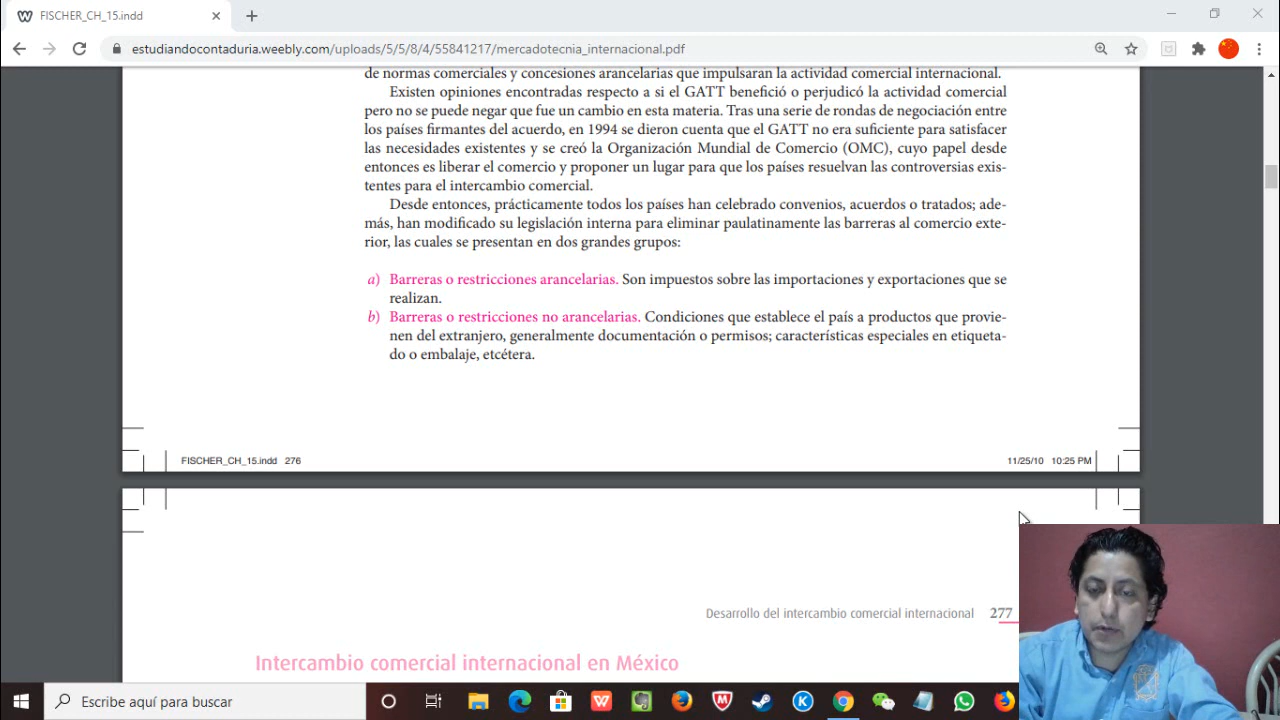 FISCHER_CH_15.indd
estudiandocontaduria.weebly.com/uploads/5/5/8/4/55841217/mercadotecnia_internacional.pdf
de normas comerciales y concesiones arancelarias que impulsaran la actividad comercial internacional.
Existen opiniones encontradas respecto a si el GATT benefició o perjudicó la actividad comercial
pero no se puede negar que fue un cambio en esta materia. Tras una serie de rondas de negociación entre
los países firmantes del acuerdo, en 1994 se dieron cuenta que el GATT no era suficiente para satisfacer
las necesidades existentes y se creó la Organización Mundial de Comercio (OMC), cuyo papel desde
entonces es liberar el comercio y proponer un lugar para que los países resuelvan las controversias exis-
tentes para el intercambio comercial.
Desde entonces, prácticamente todos los países han celebrado convenios, acuerdos o tratados; ade-
más, han modificado su legislación interna para eliminar paulatinamente las barreras al comercio exte-
rior, las cuales se presentan en dos grandes grupos:
a) Barreras o restricciones arancelarias. Son impuestos sobre las importaciones y exportaciones que se
realizan.
b) Barreras o restricciones no arancelarias. Condiciones que establece el país a productos que provie-
nen del extranjero, generalmente documentación o permisos; características especiales en etiqueta-
do o embalaje, etcétera.
FISCHER_CH_15.indd 276
11/25/10 10:25 PM
Desarrollo del intercambio comercial internacional 277
Intercambio comercial internacional en México
Escribe aquí para buscar